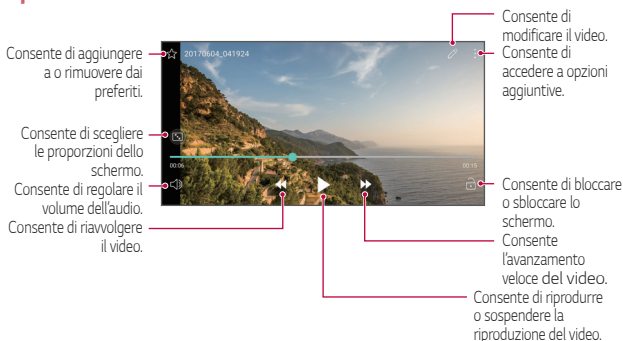 Consente di aggiungere
a o rimuovere dai
preferiti.
Consente di scegliere
le proporzioni dello
schermo.
Consente di regolare il
volume dell'audio.
Consente di riavvolgere
il video.
20170604_041924
00:06
00:16
Consente di
modificare il video.
Consente di
accedere a opzioni
aggiuntive.
Consente di bloccare
o sbloccare lo
schermo.
Consente
l'avanzamento
veloce del video.
Consente di riprodurre
o sospendere la
riproduzione del video.